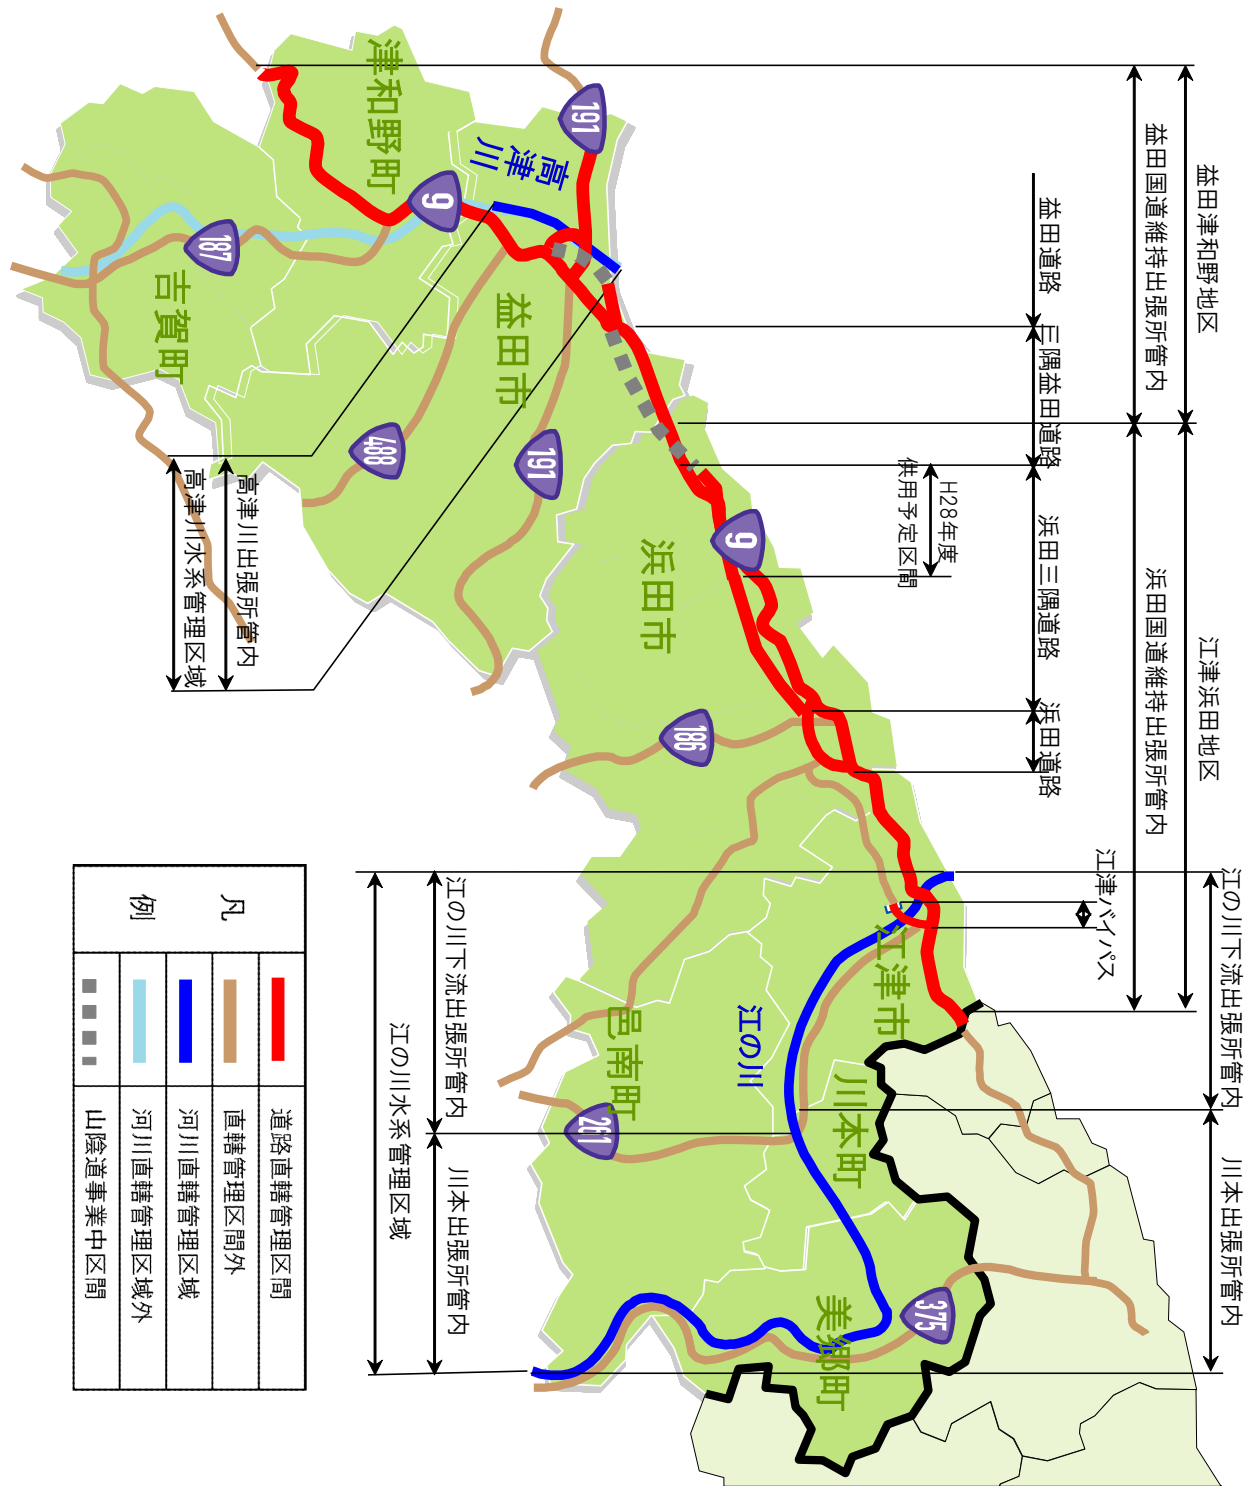 益田津和野地区
江津浜田地区
益田国道維持出張所管内
浜田国道維持出張所管内
益田道路
三隅益田道路
浜田三隅道路
浜田道路
H28年度
供用予定区間
江津バイパス
江の川下流出張所管内
川本出張所管内
津和野町
高津川
吉賀町
益田市
浜田市
江津市
江の川
邑南町
川本町
美郷町
191
9
187
488
191
9
186
261
375
高津川出張所管内
高津川水系管理区域
江の川下流出張所管内
川本出張所管内
江の川水系管理区域
凡例
道路直轄管理区間
直轄管理区間外
河川直轄管理区域
河川直轄管理区域外
山陰道事業中区間